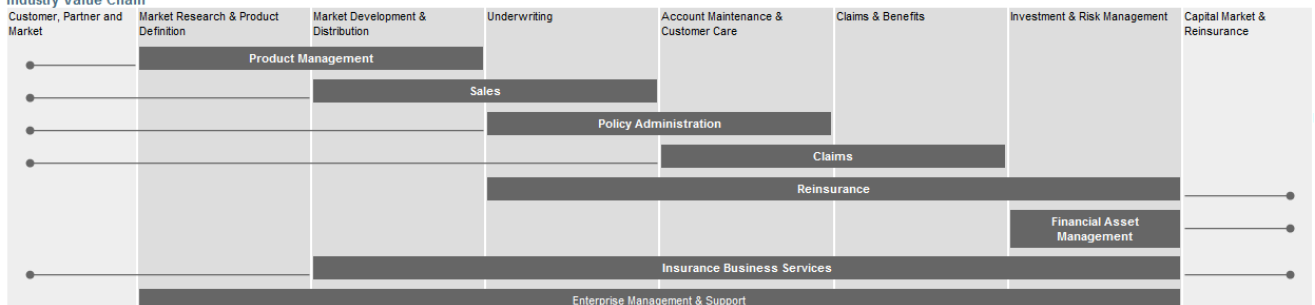 Industry Value Chain
Customer, Partner and
Market
Market Research & Product
Definition
Market Development &
Distribution
Underwriting
Account Maintenance &
Customer Care
Claims & Benefits
Investment & Risk Management
Capital Market &
Reinsurance
Product Management
Sales
Policy Administration
Claims
Reinsurance
Financial Asset
Management
Insurance Business Services
Enterprise Management & Support